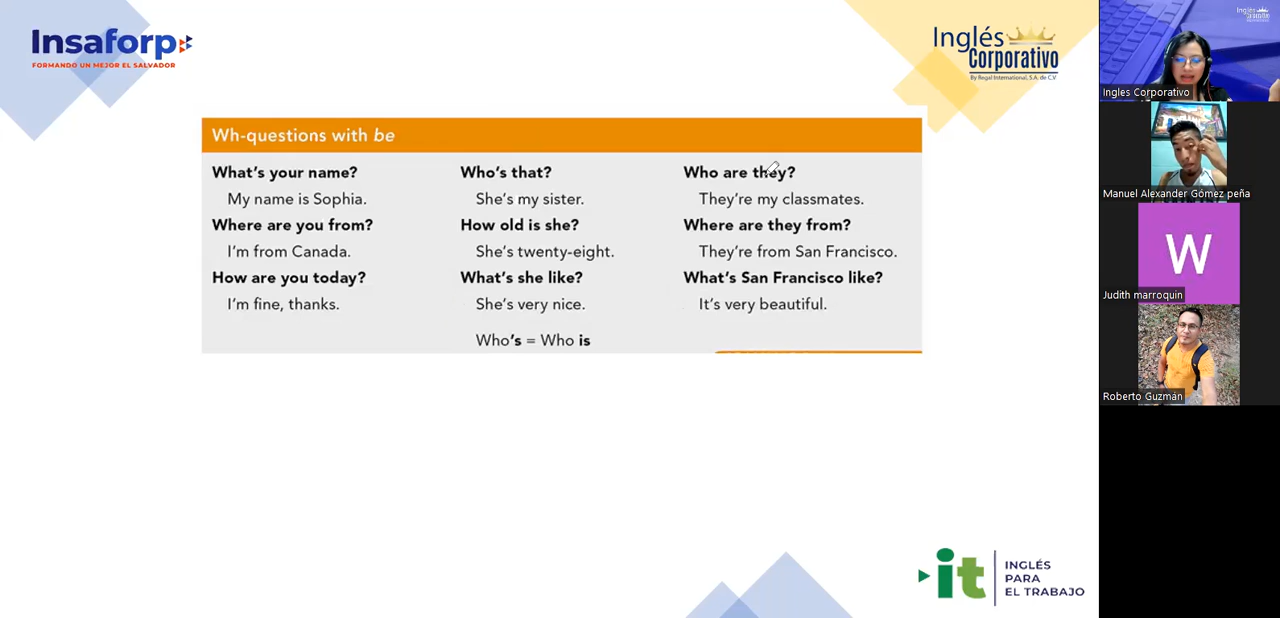 Insaforp
FORMANDO UN MEJOR EL SALVADOR
Inglés
Corporativo
By Regal International, S.A. de C.V
Wh-questions with be
What's your name?
My name is Sophia.
Where are you from?
I'm from Canada.
How are you today?
I'm fine, thanks.
Who's that?
She's my sister.
How old is she?
She's twenty-eight.
What's she like?
She's very nice.
Who's = Who is
Who are they?
They're my classmates.
Where are they from?
They're from San Francisco.
What's San Francisco like?
It's very beautiful.
it
INGLÉS
PARA
EL TRABAJO
Inglés
Ingles Corporativo
Manuel Alexander Gómez peña
W
Judith marroquin
Roberto Guzmán